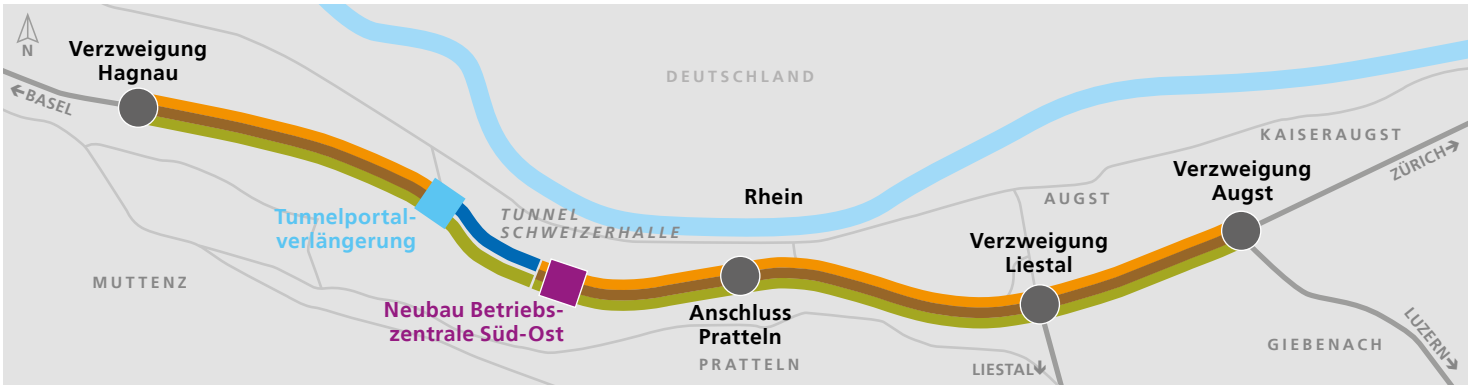 N
Verzweigung
Hagnau
←BASEL
DEUTSCHLAND
KAISERAUGST
ZÜRICH→
Verzweigung
Augst
Rhein
AUGST
Tunnelportal-
verlängerung
TUNNEL
SCHWEIZERHALLE
Verzweigung
Liestal
MUTTENZ
Neubau Betriebs-
zentrale Süd-Ost
Anschluss
Pratteln
PRATTELN
LIESTAL→
GIEBENACH
LUZERN→